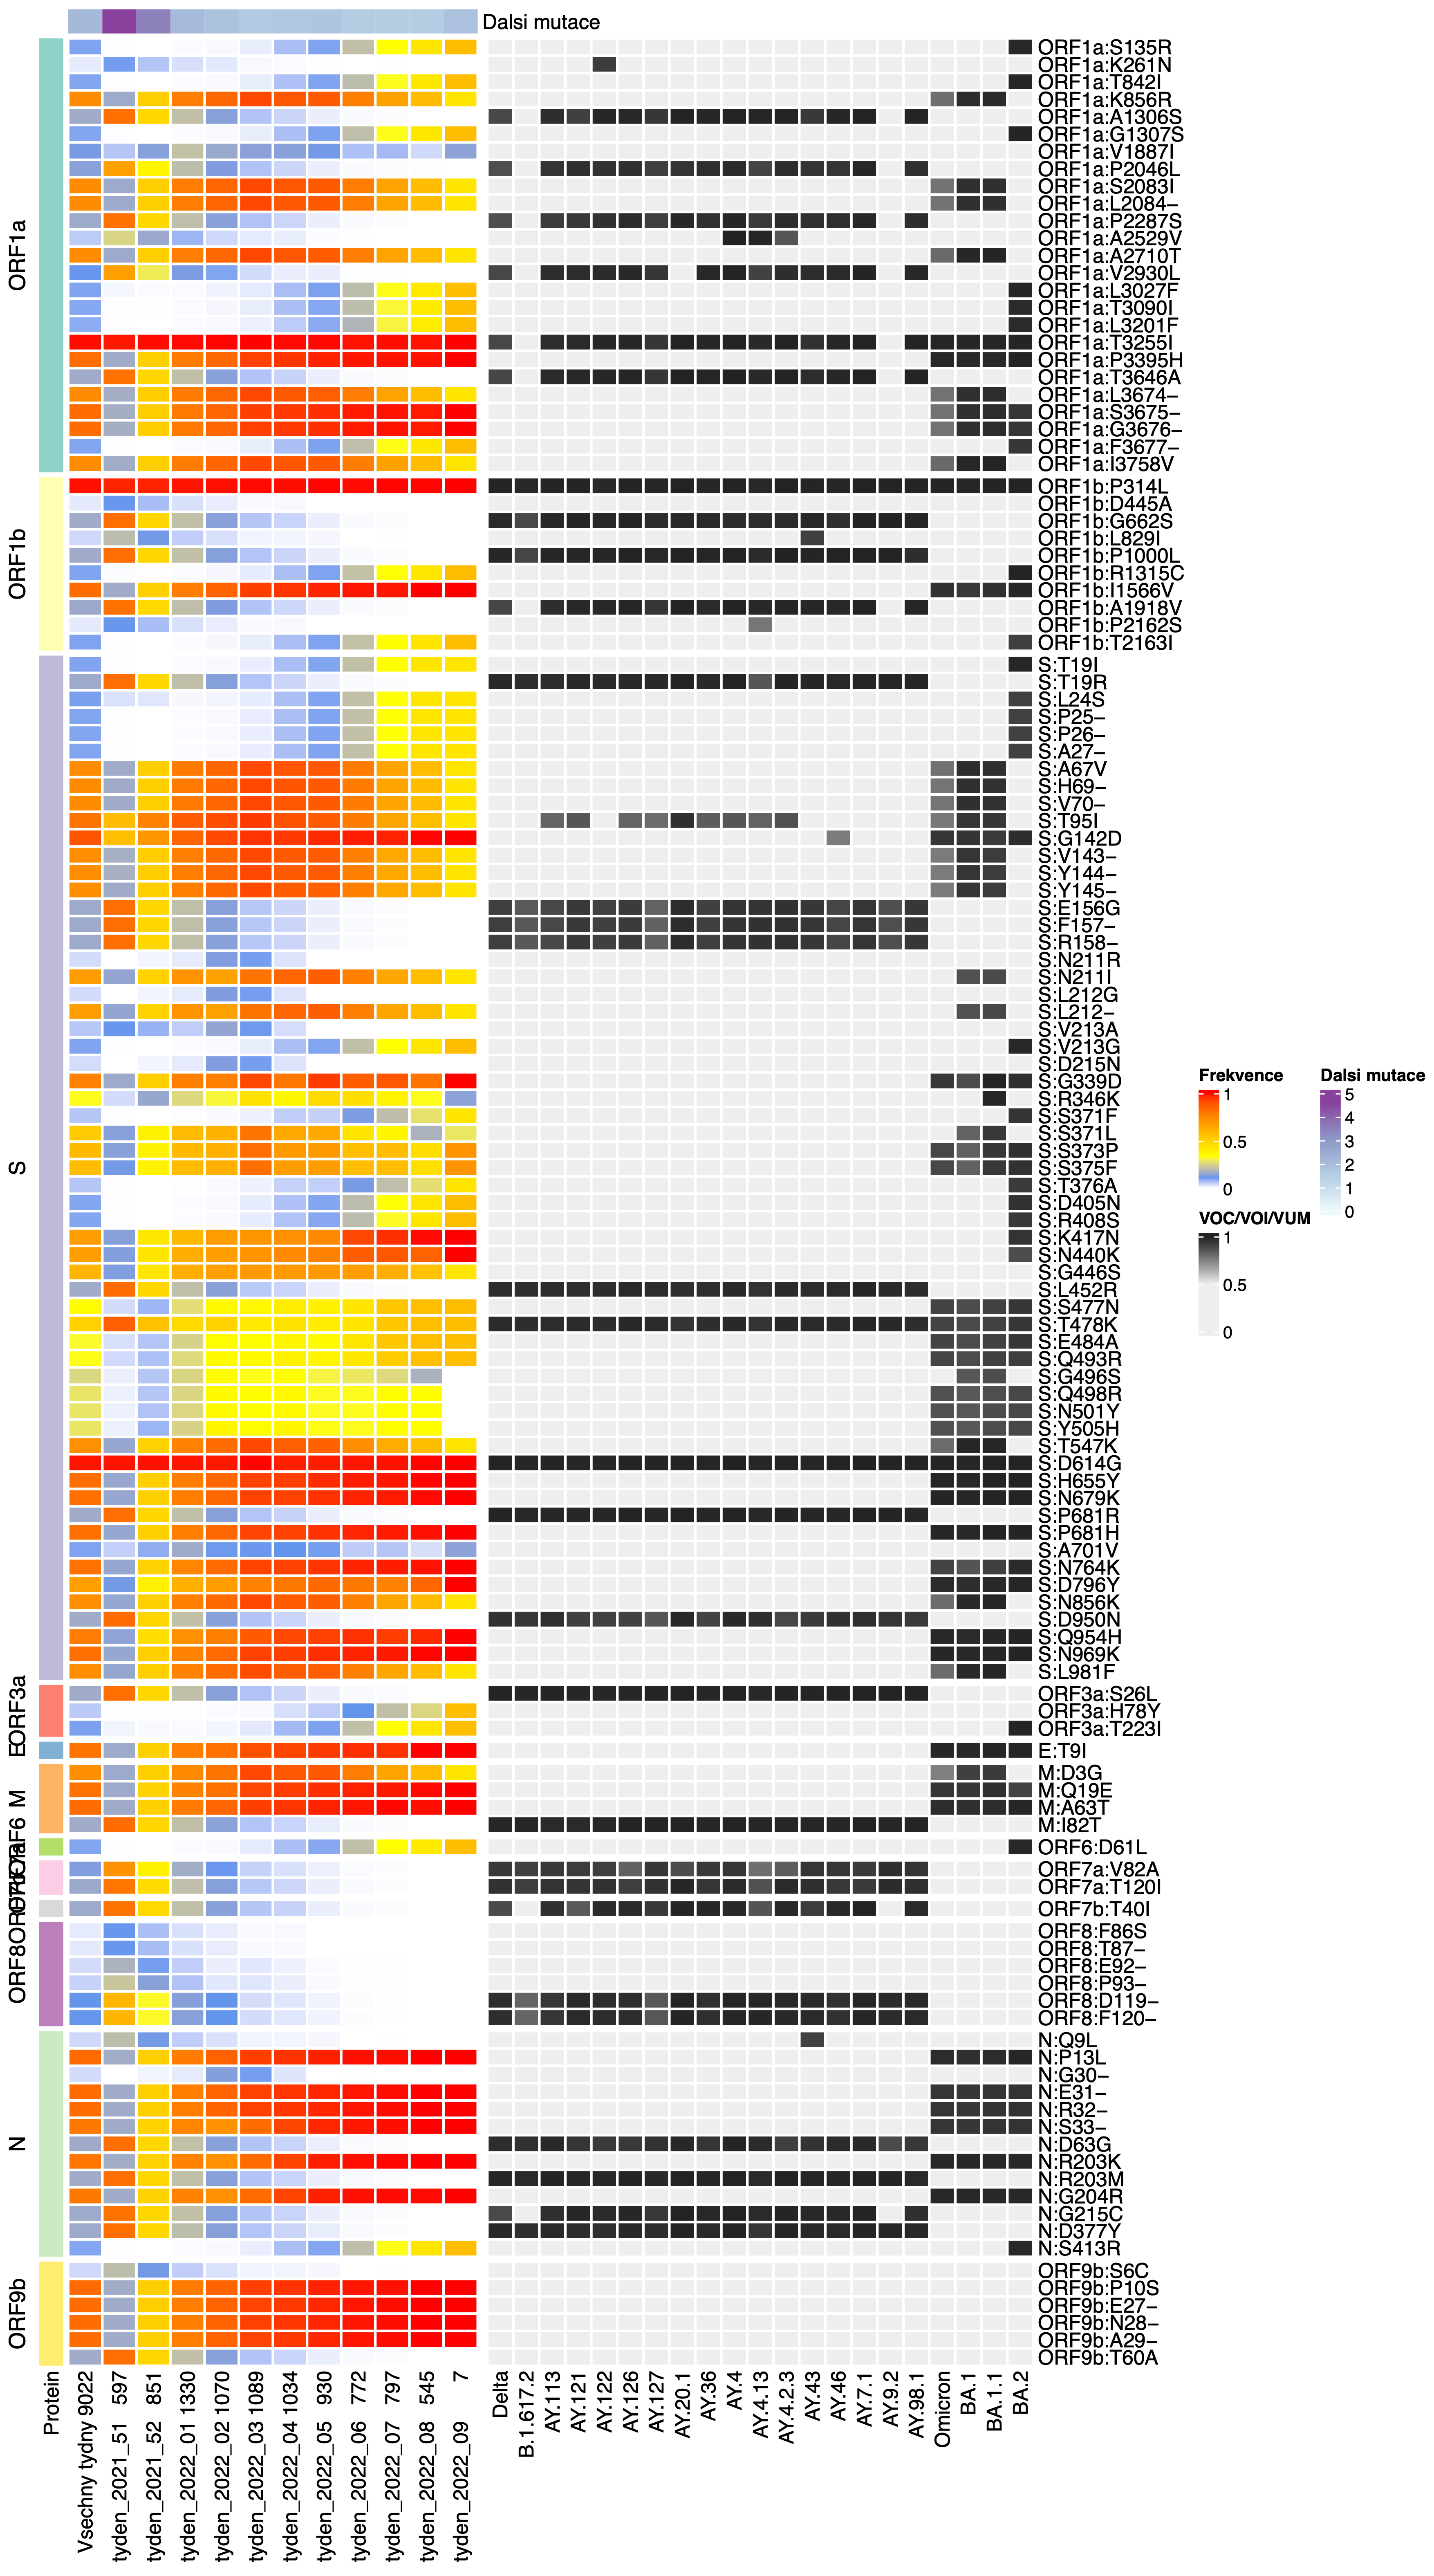 Dalsi mutace
ORF1a
ORF1a:S135R
ORF1a:K261N
ORF1a:T842I
ORF1a:K856R
ORF1a:A1306S
ORF1a:G1307S
ORF1a:V1887I
ORF1a:P2046L
ORF1a:S2083I
ORF1a:L2084−
ORF1a:P2287S
ORF1a:A2529V
ORF1a:A2710T
ORF1a:V2930L
ORF1a:L3027F
ORF1a:T3090I
ORF1a:L3201F
ORF1a:T3255I
ORF1a:P3395H
ORF1a:T3646A
ORF1a:L3674−
ORF1a:S3675−
ORF1a:G3676−
ORF1a:F3677−
ORF1a:I3758V
ORF1b
ORF1b:P314L
ORF1b:D445A
ORF1b:G662S
ORF1b:L829I
ORF1b:P1000L
ORF1b:R1315C
ORF1b:I1566V
ORF1b:A1918V
ORF1b:P2162S
ORF1b:T2163I
S
S:T19I
S:T19R
S:L24S
S:P25−
S:P26−
S:A27−
S:A67V
S:H69−
S:V70−
S:T95I
S:G142D
S:V143−
S:Y144−
S:Y145−
S:E156G
S:F157−
S:R158−
S:N211R
S:N211I
S:L212G
S:L212−
S:V213A
S:V213G
S:D215N
S:G339D
S:R346K
S:S371F
S:S371L
S:S373P
S:S375F
S:T376A
S:D405N
S:R408S
S:K417N
S:N440K
S:G446S
S:L452R
S:S477N
S:T478K
S:E484A
S:Q493R
S:G496S
S:Q498R
S:N501Y
S:Y505H
S:T547K
S:D614G
S:H655Y
S:N679K
S:P681R
S:P681H
S:A701V
S:N764K
S:D796Y
S:N856K
S:D950N
S:Q954H
S:N969K
S:L981F
ORF3a
ORF3a:S26L
ORF3a:H78Y
ORF3a:T223I
E
E:T9I
M
M:D3G
M:Q19E
M:A63T
M:I82T
ORF6:D61L
ORF7a:V82A
ORF7a:T120I
ORF7b:T40I
ORF8
ORF8:F86S
ORF8:T87−
ORF8:E92−
ORF8:P93−
ORF8:D119−
ORF8:F120−
N
N:Q9L
N:P13L
N:G30−
N:E31−
N:R32−
N:S33−
N:D63G
N:R203K
N:R203M
N:G204R
N:G215C
N:D377Y
N:S413R
ORF9b
ORF9b:S6C
ORF9b:P10S
ORF9b:E27−
ORF9b:N28−
ORF9b:A29−
ORF9b:T60A
Protein
Vsechny tydny 9022
tyden_2021_51 597
tyden_2021_52 851
tyden_2022_01 1330
tyden_2022_02 1070
tyden_2022_03 1089
tyden_2022_04 1034
tyden_2022_05 930
tyden_2022_06 772
tyden_2022_07 797
tyden_2022_08 545
tyden_2022_09 7
Delta
B.1.617.2
AY.113
AY.121
AY.122
AY.126
AY.127
AY.20.1
AY.36
AY.4
AY.4.13
AY.4.2.3
AY.43
AY.46
AY.7.1
AY.9.2
AY.98.1
Omicron
BA.1
BA.1.1
BA.2
Frekvence
1
0.5
0
VOC/VOI/VUM
1
0.5
0
Dalsi mutace
5
4
3
2
1
0